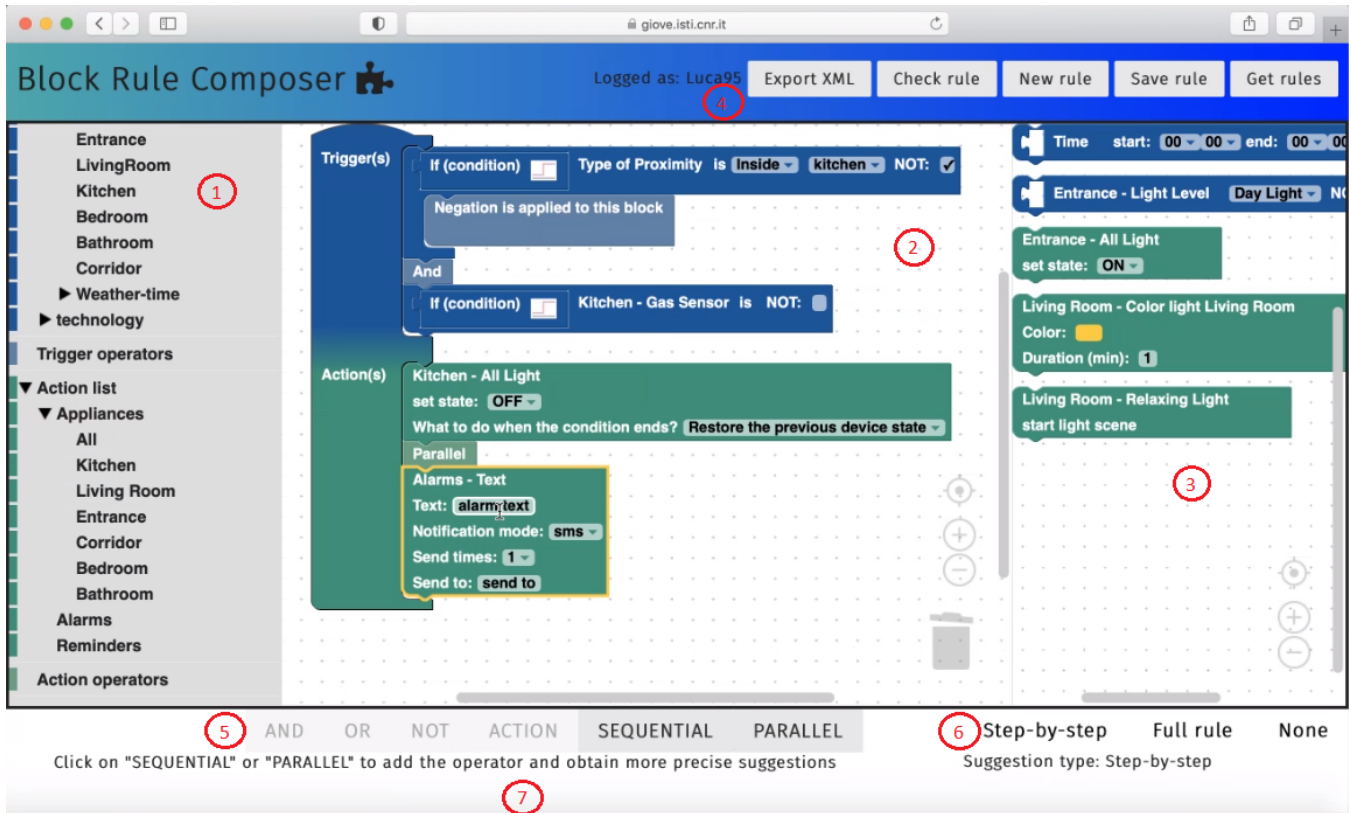 giove.isti.cnr.it
Block Rule Composer
Logged as: Luca95
Export XML
Check rule
New rule
Save rule
Get rules
4
Entrance
LivingRoom
Kitchen
Bedroom
Bathroom
Corridor
Weather-time
technology
Trigger operators
Action list
Appliances
All
Kitchen
Living Room
Entrance
Corridor
Bedroom
Bathroom
Alarms
Reminders
Action operators
1
Trigger(s)
If (condition) Type of Proximity is Inside kitchen NOT:
Negation is applied to this block
And
If (condition) Kitchen - Gas Sensor is NOT:
2
Action(s)
Kitchen - All Light
set state: OFF
What to do when the condition ends? Restore the previous device state
Parallel
Alarms - Text
Text: alarm text
Notification mode: sms
Send times: 1
Send to: send to
Time start: 00 00 end: 00 00
Entrance - Light Level Day Light
Entrance - All Light
set state: ON
Living Room - Color light Living Room
Color:
Duration (min): 1
Living Room - Relaxing Light
start light scene
3
5
AND OR NOT ACTION SEQUENTIAL PARALLEL
6
Step-by-step Full rule None
Click on "SEQUENTIAL" or "PARALLEL" to add the operator and obtain more precise suggestions
Suggestion type: Step-by-step
7